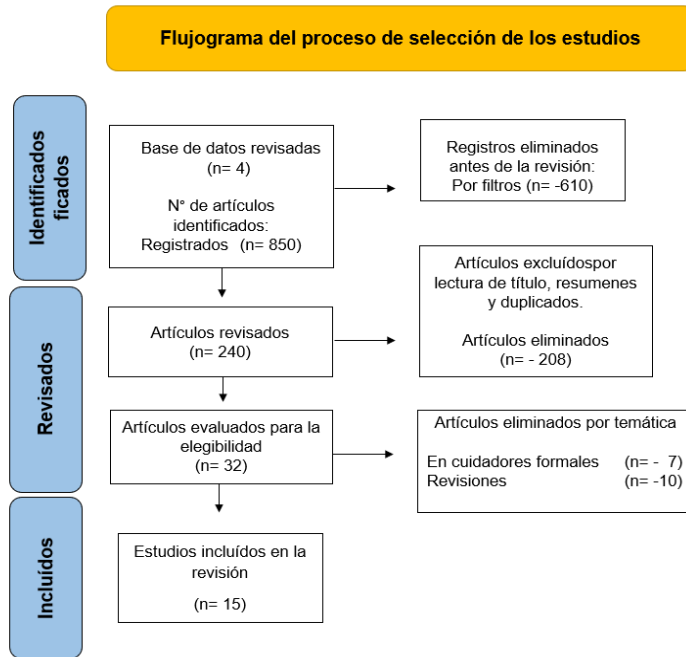 Flujograma del proceso de selección de los estudios
Identificados
ficados
Base de datos revisadas
(n= 4)
N° de artículos
identificados:
Registrados (n= 850)
Registros eliminados
antes de la revisión:
Por filtros (n= -610)
Revisados
Artículos revisados
(n= 240)
Artículos excluídospor
lectura de título, resumenes
y duplicados.
Artículos eliminados
(n= - 208)
Artículos evaluados para la
elegibilidad
(n= 32)
Artículos eliminados por temática
En cuidadores formales (n= - 7)
Revisiones (n= -10)
Incluídos
Estudios incluídos en la
revisión
(n= 15)